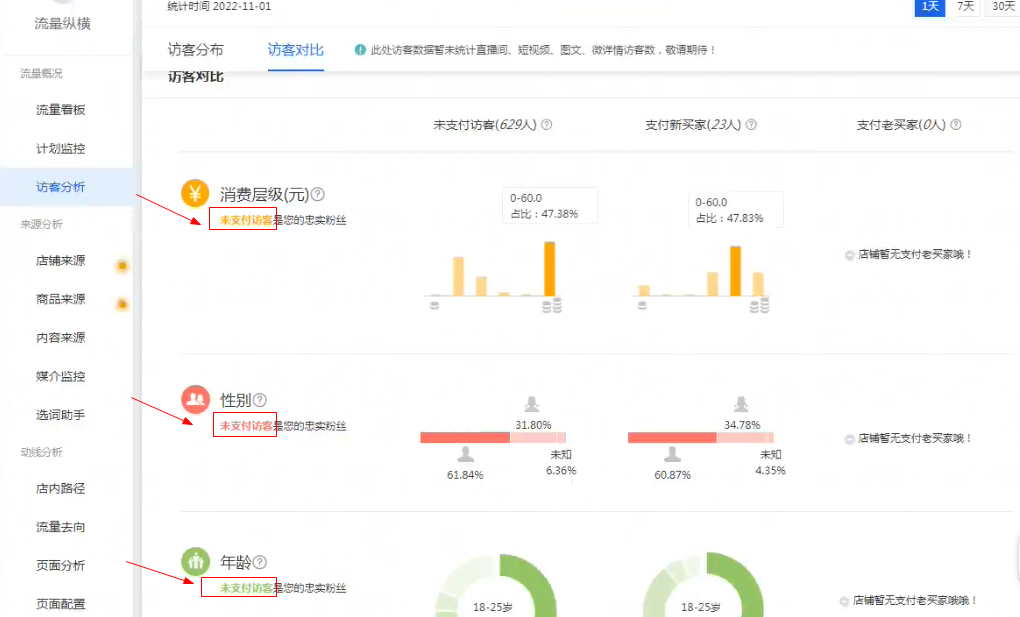 统计时间 2022-11-01
1天
7天
30天
流量纵横
访客分布
访客对比
此处访客数据暂未统计直播间、短视频、图文、微详情访客数，敬请期待！
访客对比
流量概况
流量看板
计划监控
访客分析
来源分析
店铺来源
商品来源
内容来源
媒介监控
选词助手
动线分析
店内路径
流量去向
页面分析
页面配置
未支付访客(629人)
支付新买家(23人)
支付老买家(0人)
消费层级(元)
未支付访客是您的忠实粉丝
0-60.0
占比：47.38%
0-60.0
占比：47.83%
店铺暂无支付老买家哦！
性别
未支付访客是您的忠实粉丝
31.80%
未知
61.84%
6.36%
34.78%
未知
60.87%
4.35%
店铺暂无支付老买家哦！
年龄
未支付访客是您的忠实粉丝
18-25岁
18-25岁
店铺暂无支付老买家哦！